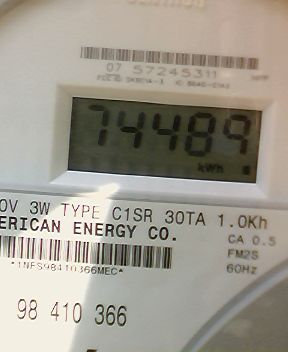 07 57245311
74489
kWh
0V 3W TYPE C1SR 30TA 1.0Kh
ERICAN ENERGY CO.
CA 0.5
FM2S
60Hz
*1NFS98410366MEC*
98 410 366